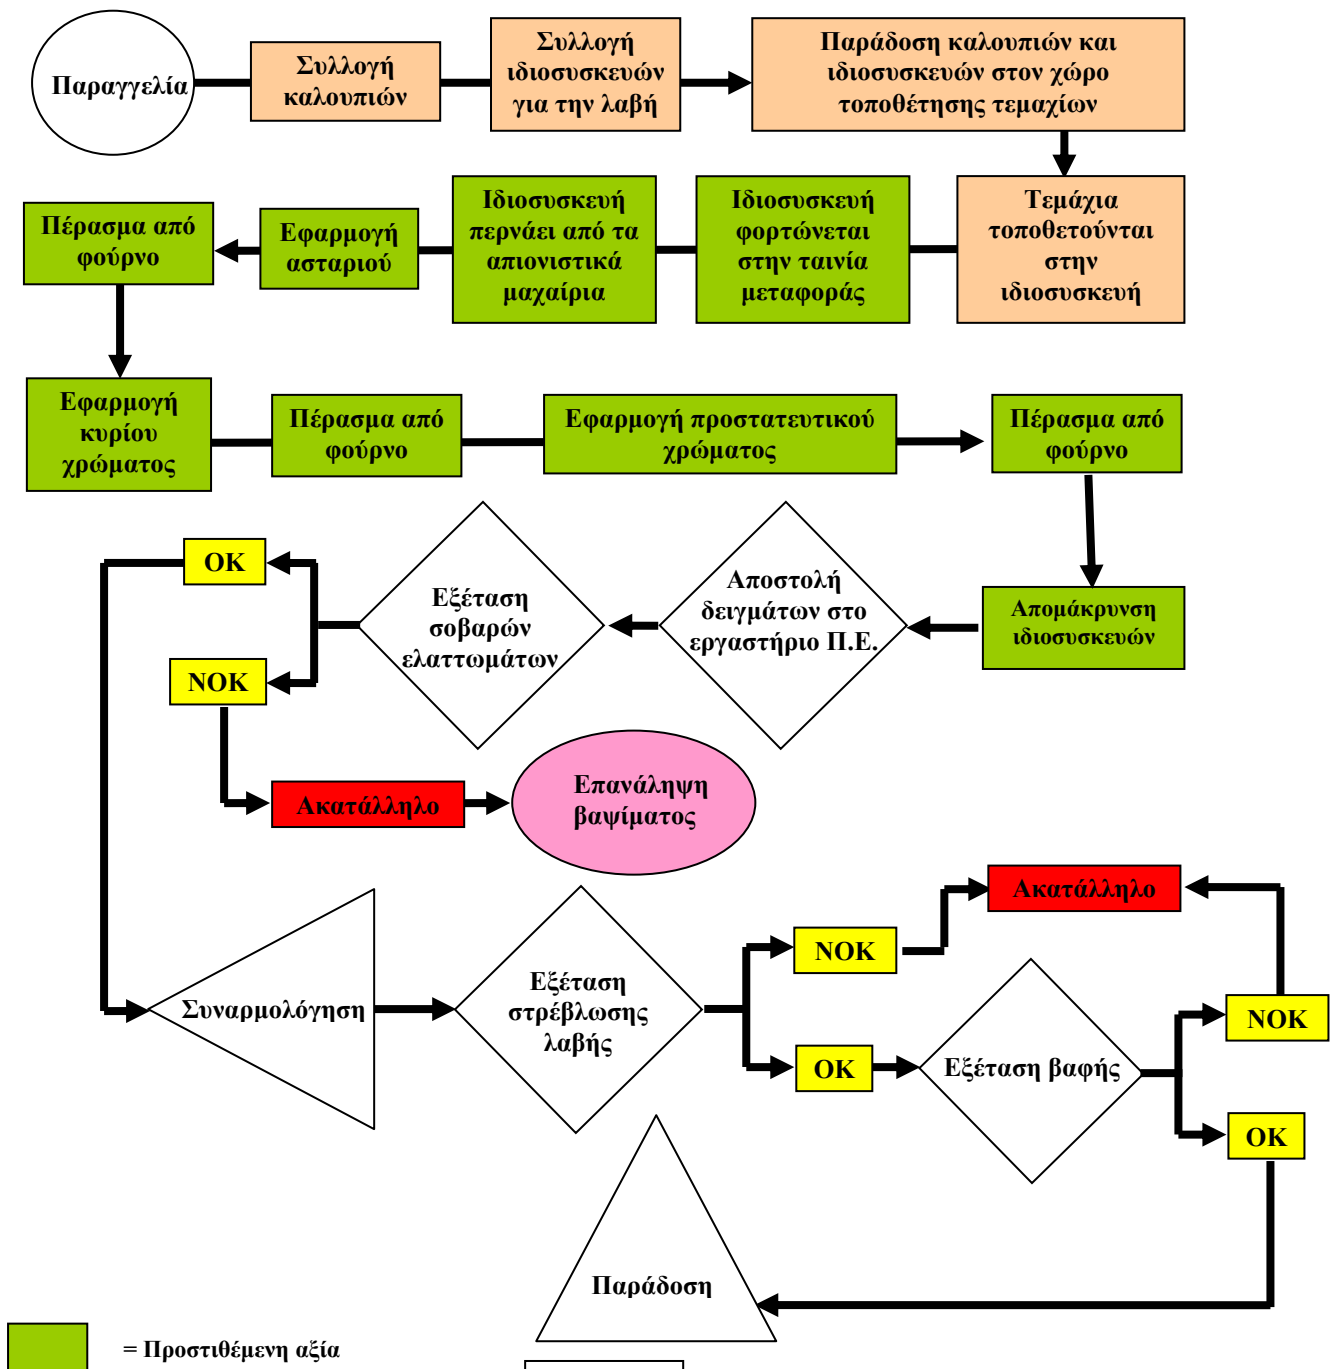 Παραγγελία
Συλλογή
καλουπιών
Συλλογή
ιδιοσυσκευών
για την λαβή
Παράδοση καλουπιών και
ιδιοσυσκευών στον χώρο
τοποθέτησης τεμαχίων
Τεμάχια
τοποθετούνται
στην
ιδιοσυσκευή
Ιδιοσυσκευή
φορτώνεται
στην ταινία
μεταφοράς
Ιδιοσυσκευή
περνάει από τα
απιονιστικά
μαχαίρια
Εφαρμογή
ασταριού
Πέρασμα από
φούρνο
Εφαρμογή
κυρίου
χρώματος
Πέρασμα από
φούρνο
Εφαρμογή προστατευτικού
χρώματος
Πέρασμα από
φούρνο
Απομάκρυνση
ιδιοσυσκευών
Αποστολή
δειγμάτων στο
εργαστήριο Π.Ε.
Εξέταση
σοβαρών
ελαττωμάτων
OK
NOK
Ακατάλληλο
Επανάληψη
βαψίματος
Συναρμολόγηση
Εξέταση
στρέβλωσης
λαβής
NOK
Ακατάλληλο
OK
Εξέταση βαφής
NOK
OK
Παράδοση
= Προστιθέμενη αξία